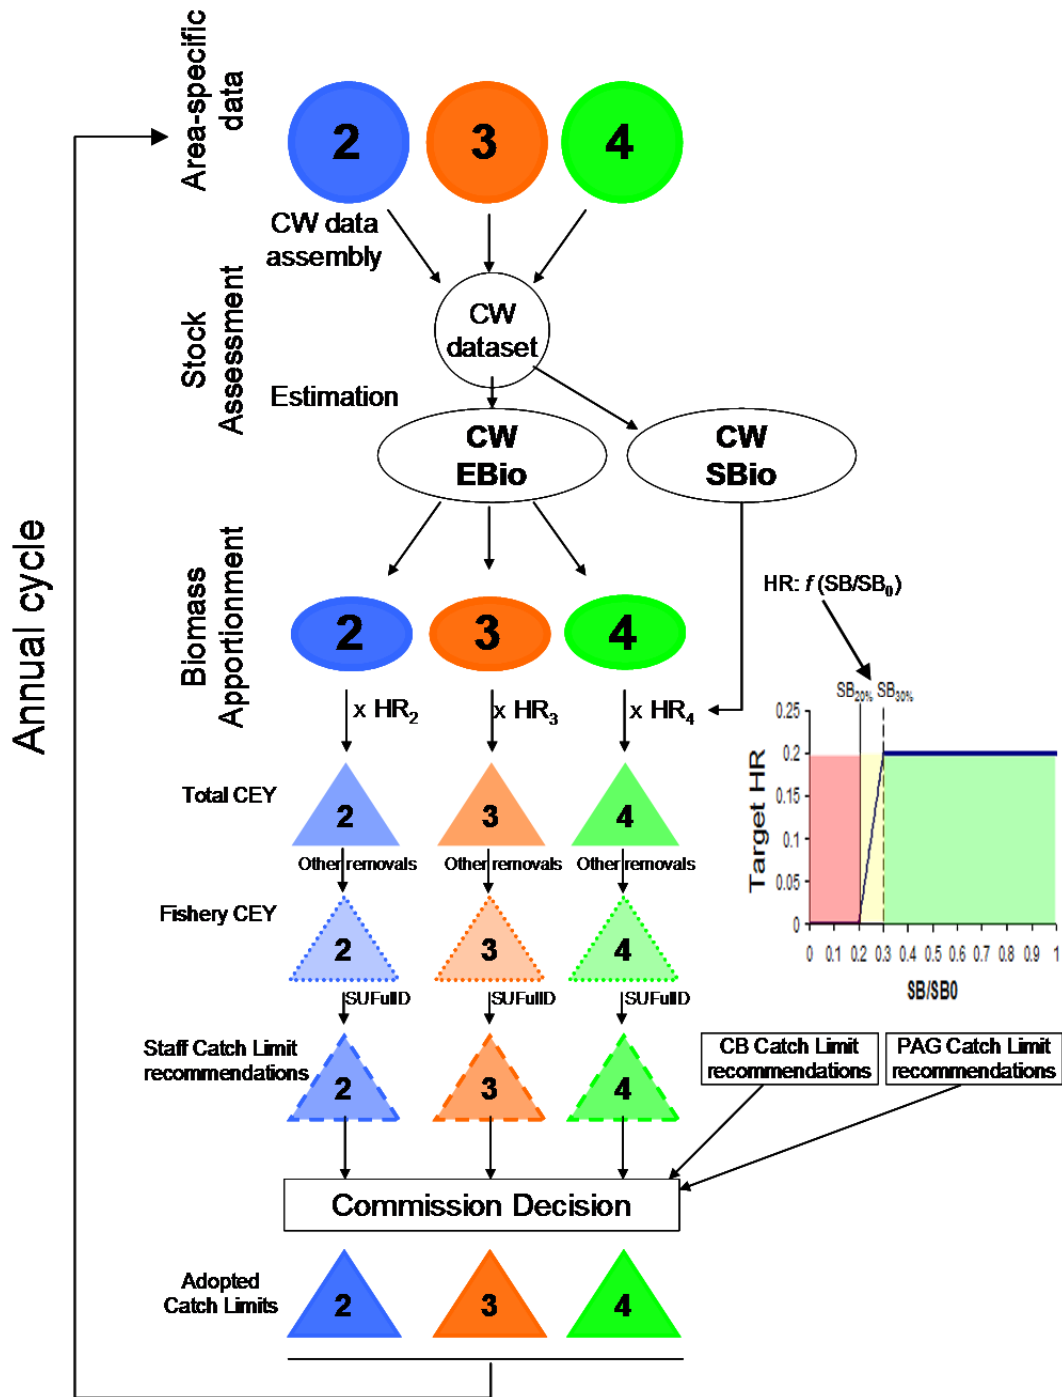 Area-specific
data
2
3
4
CW data
assembly
Stock
Assessment
CW
dataset
Estimation
CW
EBio
CW
SBio
Annual cycle
Biomass
Apportionment
2
3
4
HR: f (SB/SB₀)
x HR₂
x HR₃
x HR₄
SB20%
SB30%
0.25
0.2
0.15
0.1
0.05
0
Target HR
0
0.1
0.2
0.3
0.4
0.5
0.6
0.7
0.8
0.9
1
SB/SB0
Total CEY
2
3
4
Other removals
Other removals
Other removals
Fishery CEY
2
3
4
SUFullD
SUFullD
SUFullD
Staff Catch Limit
recommendations
2
3
4
CB Catch Limit
recommendations
PAG Catch Limit
recommendations
Commission Decision
Adopted
Catch Limits
2
3
4